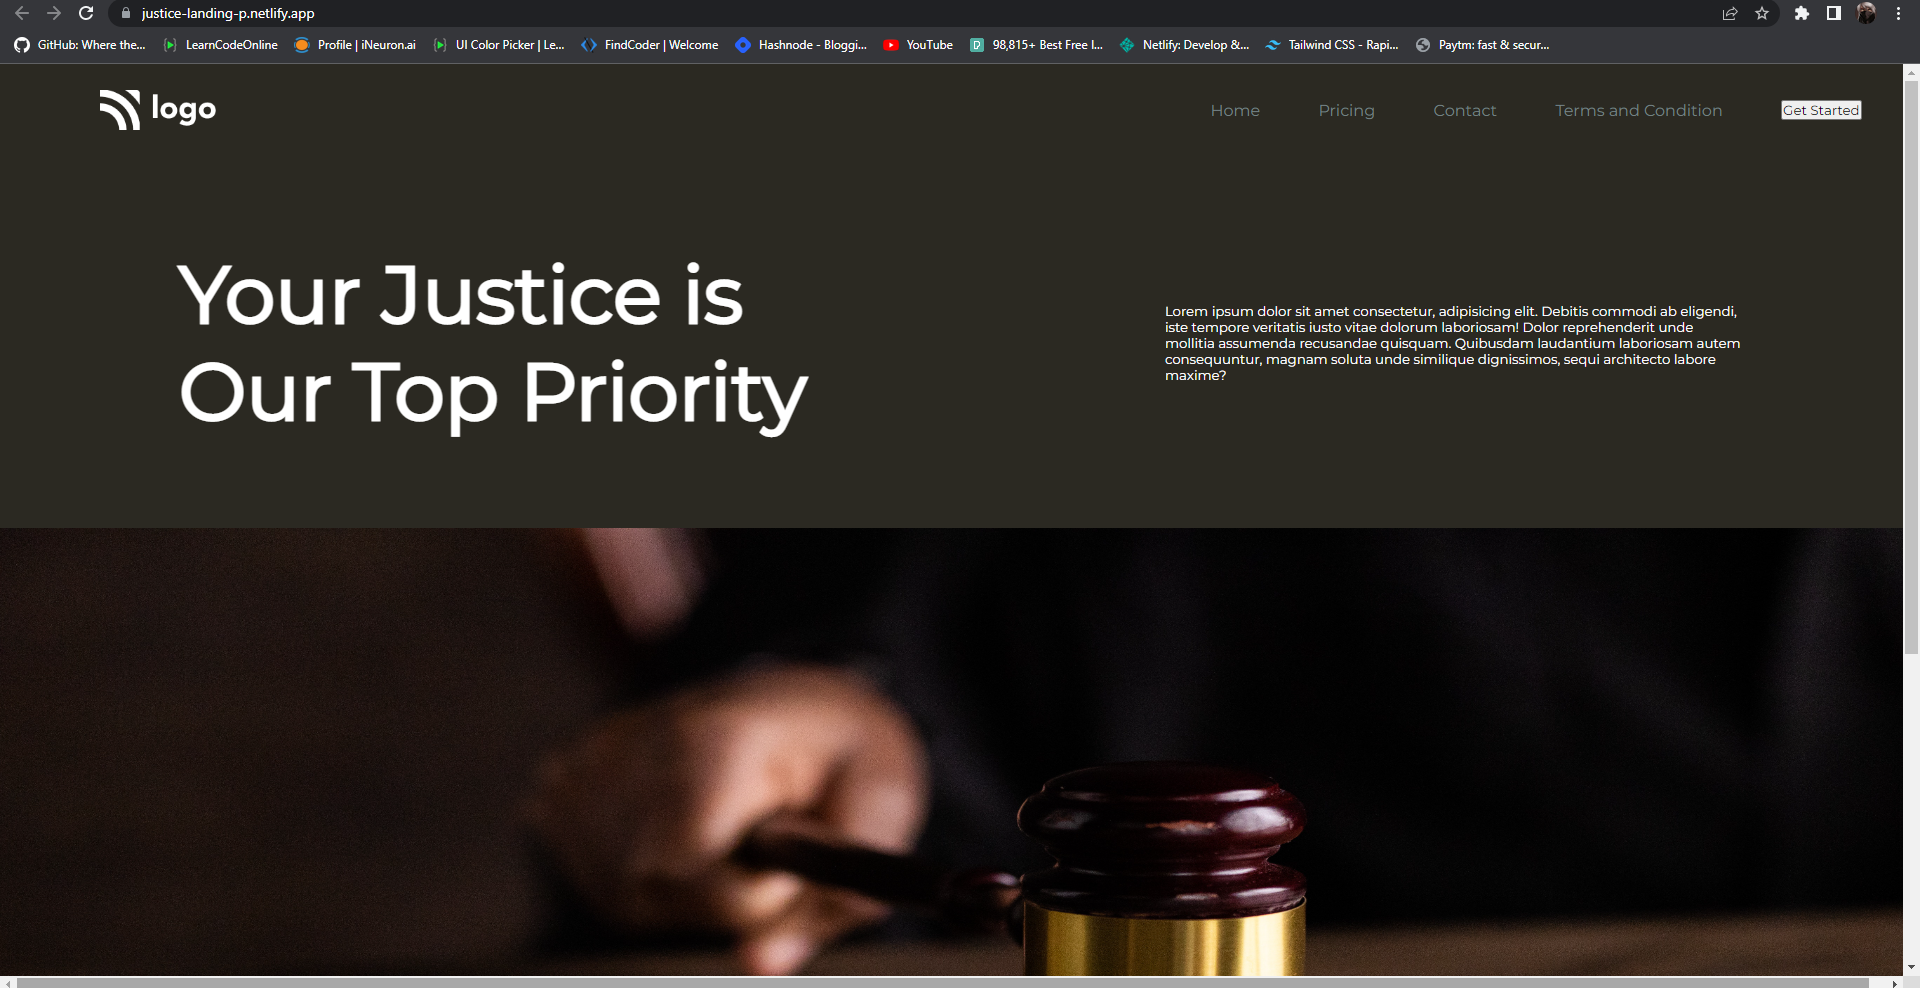 justice-landing-p.netlify.app
GitHub: Where the...
LearnCodeOnline
Profile | iNeuron.ai
UI Color Picker | Le...
FindCoder | Welcome
Hashnode - Bloggi...
YouTube
98,815+ Best Free I...
Netlify: Develop &...
Tailwind CSS - Rapi...
Paytm: fast & secur...
logo
Home
Pricing
Contact
Terms and Condition
Get Started
Your Justice is
Our Top Priority
Lorem ipsum dolor sit amet consectetur, adipisicing elit. Debitis commodi ab eligendi,
iste tempore veritatis iusto vitae dolorum laboriosam! Dolor reprehenderit unde
mollitia assumenda recusandae quisquam. Quibusdam laudantium laboriosam autem
consequuntur, magnam soluta unde similique dignissimos, sequi architecto labore
maxime?